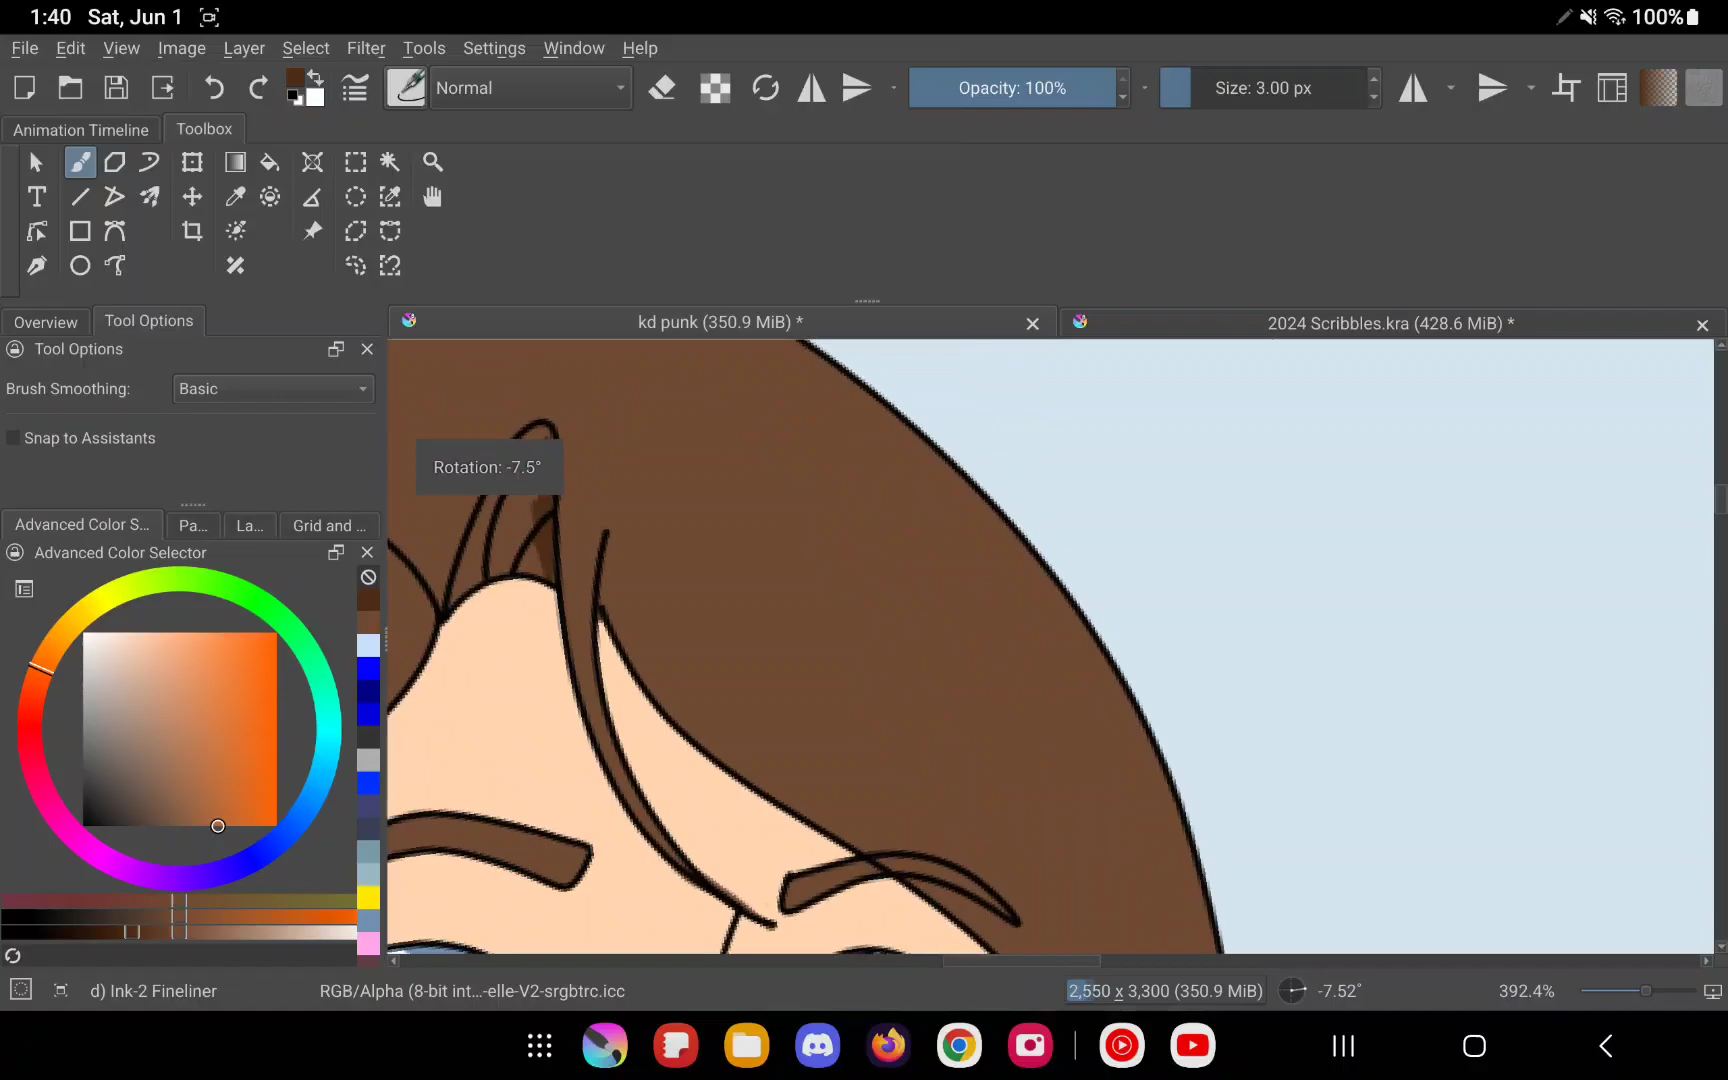 1:40 Sat, Jun 1 100%
File Edit View Image Layer Select Filter Tools Settings Window Help
Normal Opacity: 100% Size: 3.00 px
Animation Timeline Toolbox
Overview Tool Options kd punk (350.9 MiB) * 2024 Scribbles.kra (428.6 MiB) *
Tool Options
Brush Smoothing: Basic
Snap to Assistants
Rotation: -7.5°
Advanced Color S... Pa... La... Grid and ...
Advanced Color Selector
d) Ink-2 Fineliner RGB/Alpha (8-bit int...-elle-V2-srgbtrc.icc 2,550 x 3,300 (350.9 MiB) -7.52° 392.4%